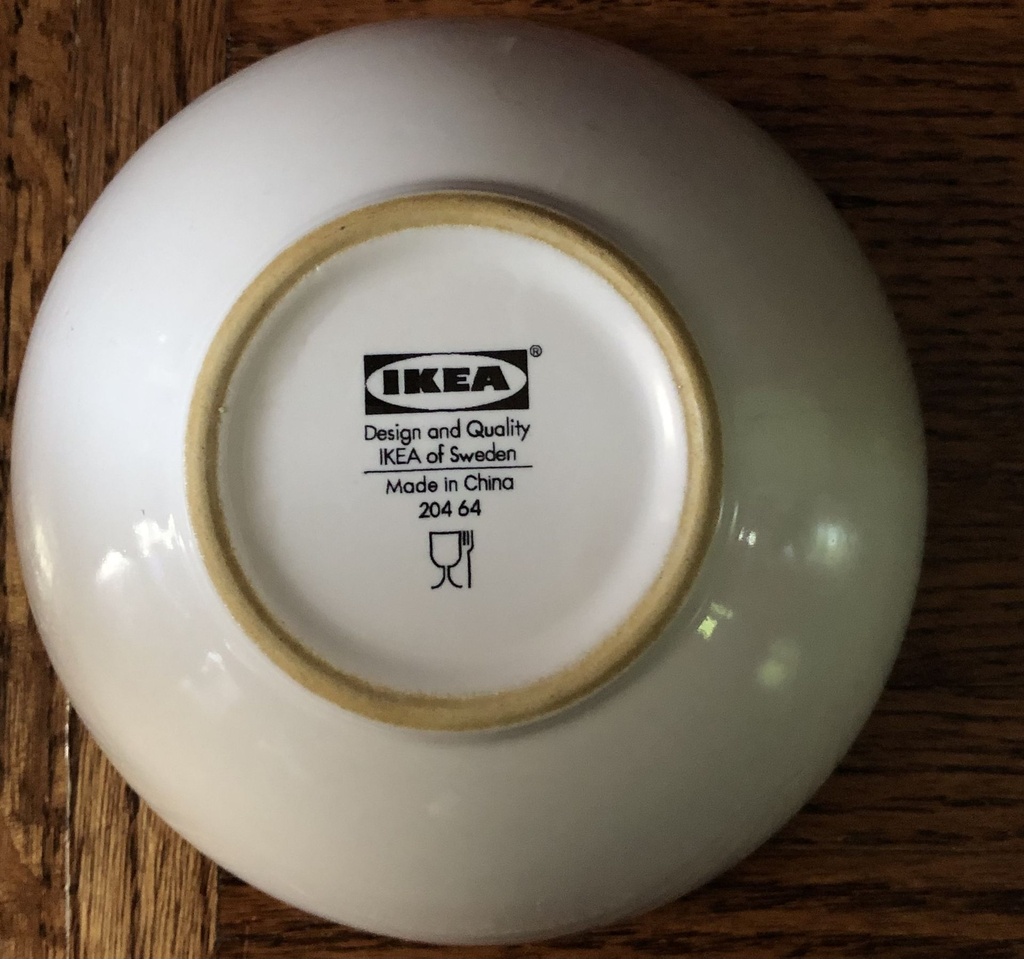 IKEA®
Design and Quality
IKEA of Sweden
Made in China
204 64